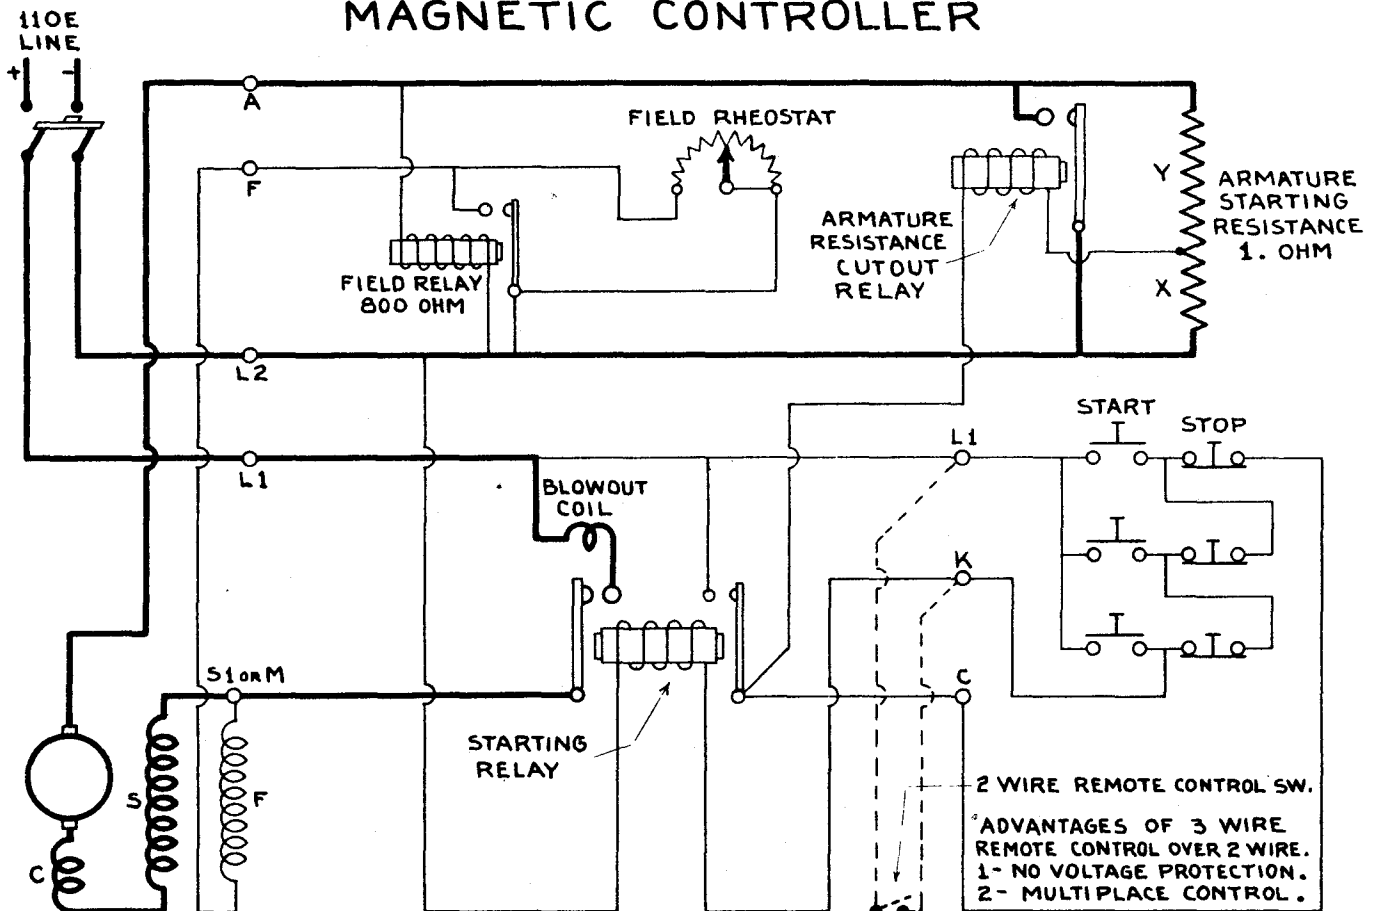 MAGNETIC CONTROLLER
110E
LINE
+ -
A
FIELD RHEOSTAT
F
Y
ARMATURE
STARTING
RESISTANCE
1. OHM
ARMATURE
RESISTANCE
CUTOUT
RELAY
FIELD RELAY
800 OHM
X
L2
START
STOP
L1
L1
BLOWOUT
COIL
K
S1 OR M
C
STARTING
RELAY
S
F
C
2 WIRE REMOTE CONTROL SW.
ADVANTAGES OF 3 WIRE
REMOTE CONTROL OVER 2 WIRE.
1- NO VOLTAGE PROTECTION.
2- MULTIPLACE CONTROL.